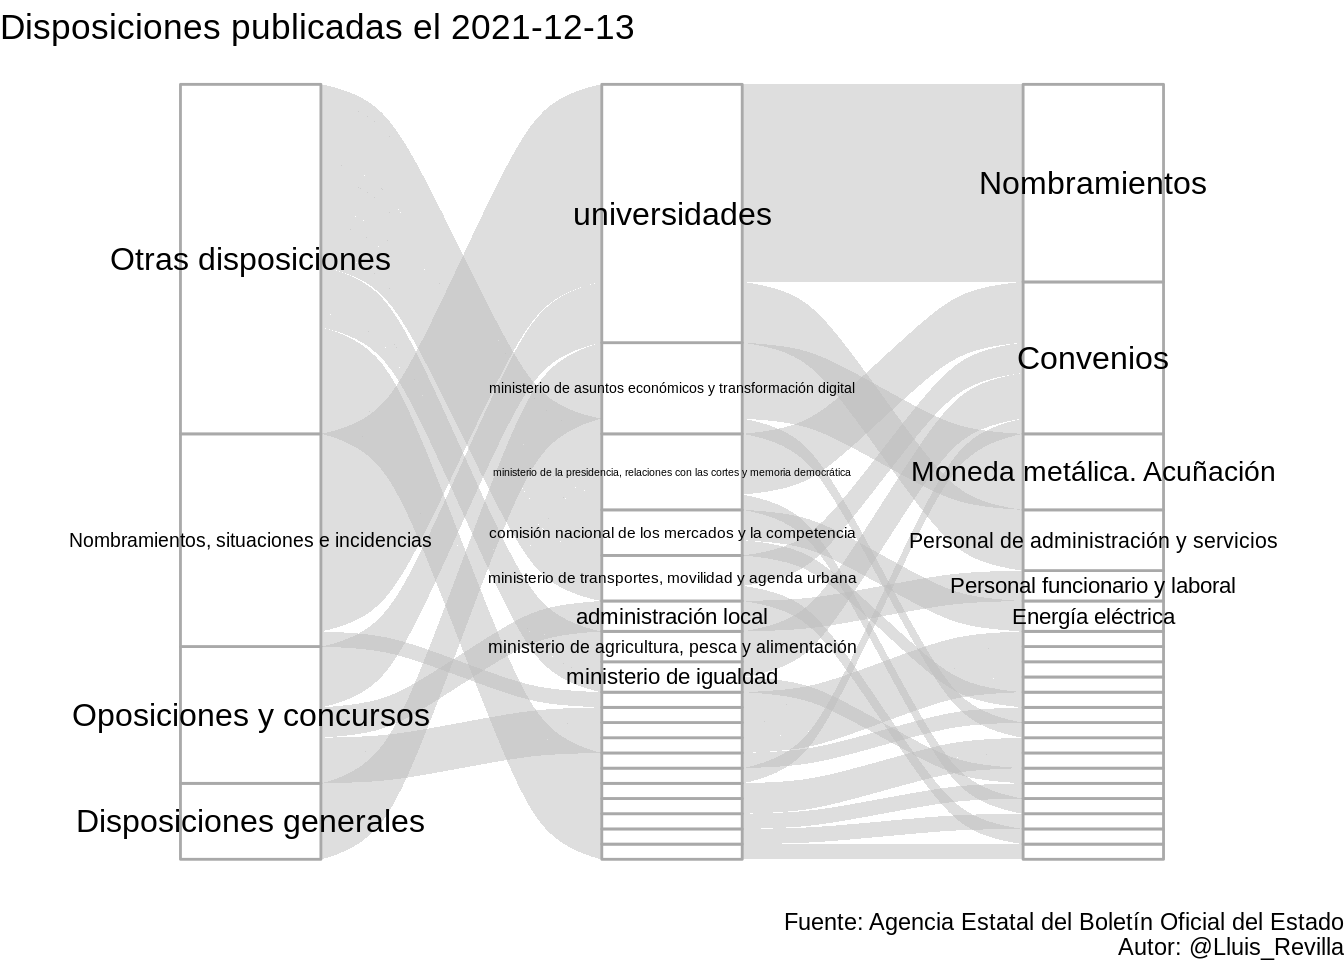 Disposiciones publicadas el 2021-12-13
Otras disposiciones
Nombramientos, situaciones e incidencias
Oposiciones y concursos
Disposiciones generales
universidades
ministerio de asuntos económicos y transformación digital
ministerio de la presidencia, relaciones con las cortes y memoria democrática
comisión nacional de los mercados y la competencia
ministerio de transportes, movilidad y agenda urbana
administración local
ministerio de agricultura, pesca y alimentación
ministerio de igualdad
Nombramientos
Convenios
Moneda metálica. Acuñación
Personal de administración y servicios
Personal funcionario y laboral
Energía eléctrica
Fuente: Agencia Estatal del Boletín Oficial del Estado
Autor: @Lluis_Revilla